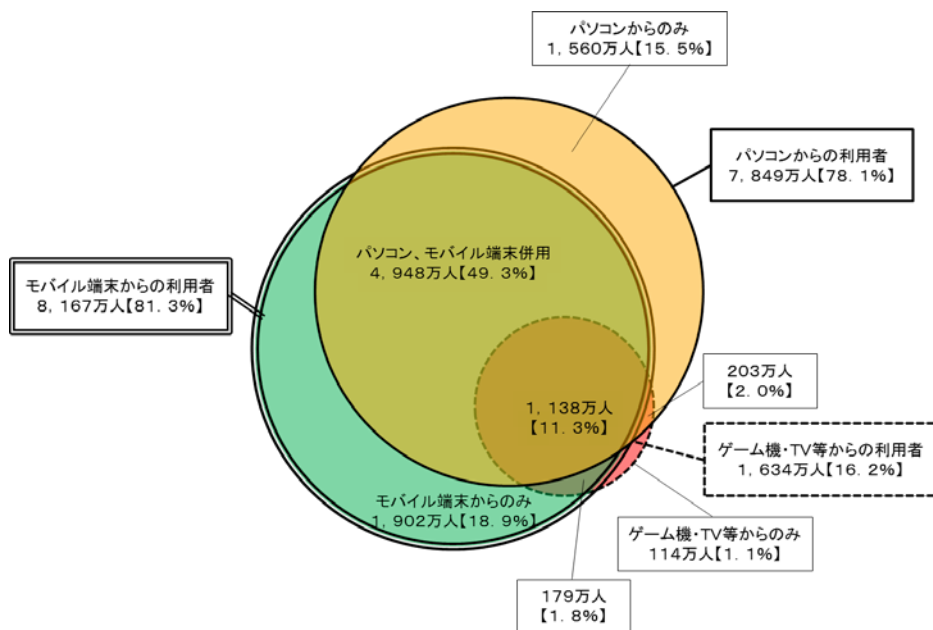 パソコンからのみ
1, 560万人【15. 5%】
パソコンからの利用者
7, 849万人【78. 1%】
パソコン、モバイル端末併用
4, 948万人【49. 3%】
モバイル端末からの利用者
8, 167万人【81. 3%】
203万人
【2. 0%】
1, 138万人
【11. 3%】
ゲーム機・TV等からの利用者
1, 634万人【16. 2%】
モバイル端末からのみ
1, 902万人【18. 9%】
ゲーム機・TV等からのみ
114万人【1. 1%】
179万人
【1. 8%】